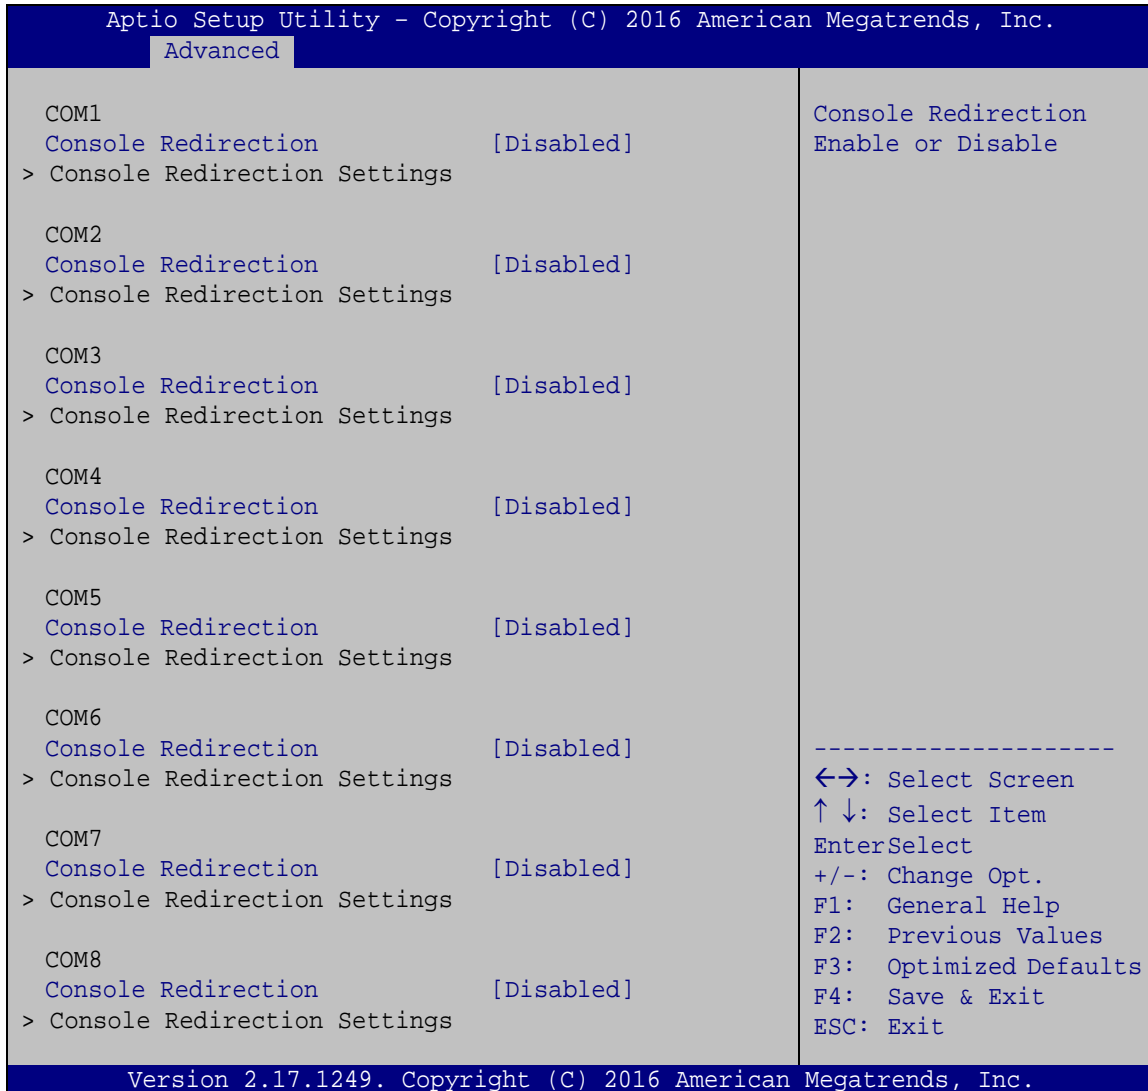 Aptio Setup Utility – Copyright (C) 2016 American Megatrends, Inc.
Advanced
COM1
Console Redirection [Disabled]
> Console Redirection Settings
COM2
Console Redirection [Disabled]
> Console Redirection Settings
COM3
Console Redirection [Disabled]
> Console Redirection Settings
COM4
Console Redirection [Disabled]
> Console Redirection Settings
COM5
Console Redirection [Disabled]
> Console Redirection Settings
COM6
Console Redirection [Disabled]
> Console Redirection Settings
COM7
Console Redirection [Disabled]
> Console Redirection Settings
COM8
Console Redirection [Disabled]
> Console Redirection Settings
Console Redirection
Enable or Disable
---------------------
←→: Select Screen
↑ ↓: Select Item
EnterSelect
+/-: Change Opt.
F1: General Help
F2: Previous Values
F3: Optimized Defaults
F4: Save & Exit
ESC: Exit
Version 2.17.1249. Copyright (C) 2016 American Megatrends, Inc.